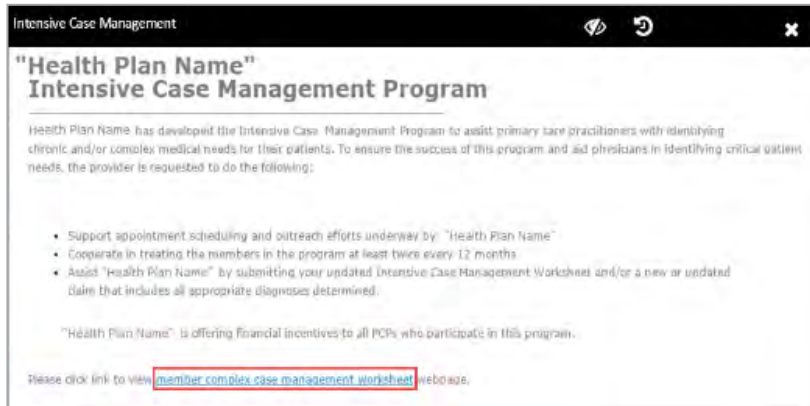 Intensive Case Management
"Health Plan Name"
Intensive Case Management Program
Health Plan Name has developed the Intensive Case Management Program to assist primary care practitioners with identifying
chronic and/or complex medical needs for their patients. To ensure the success of this program and aid physicians in identifying critical patient
needs, the provider is requested to do the following:
• Support appointment scheduling and outreach efforts underway by "Health Plan Name"
• Cooperate in treating the members in the program at least twice every 12 months
• Assist "Health Plan Name" by submitting your updated Intensive Case Management Worksheet and/or a new or updated
claim that includes all appropriate diagnoses determined.
"Health Plan Name" is offering financial incentives to all PCPs who participate in this program.
Please click link to view member complex case management worksheet webpage.